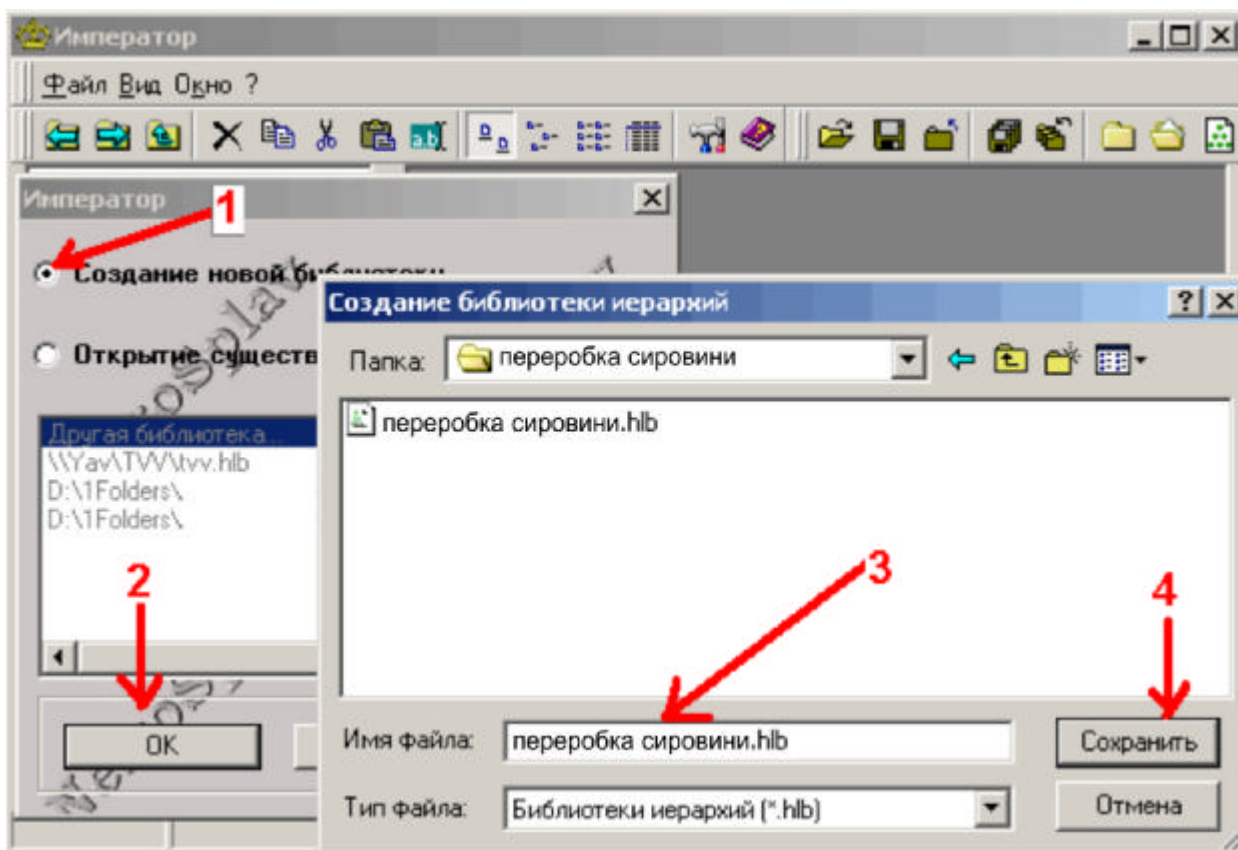 Император
Файл Вид Окно ?
Император
1
Создание новой библиотеки
Создание библиотеки иерархий
Открытие существ
Папка: переробка сировини
переробка сировини.hlb
Другая библиотека...
\\Yav\TVV\tvv.hlb
D:\1Folders\
D:\1Folders\
2
3
4
OK
Имя файла: переробка сировини.hlb
Сохранить
Тип файла: Библиотеки иерархий (*.hlb)
Отмена